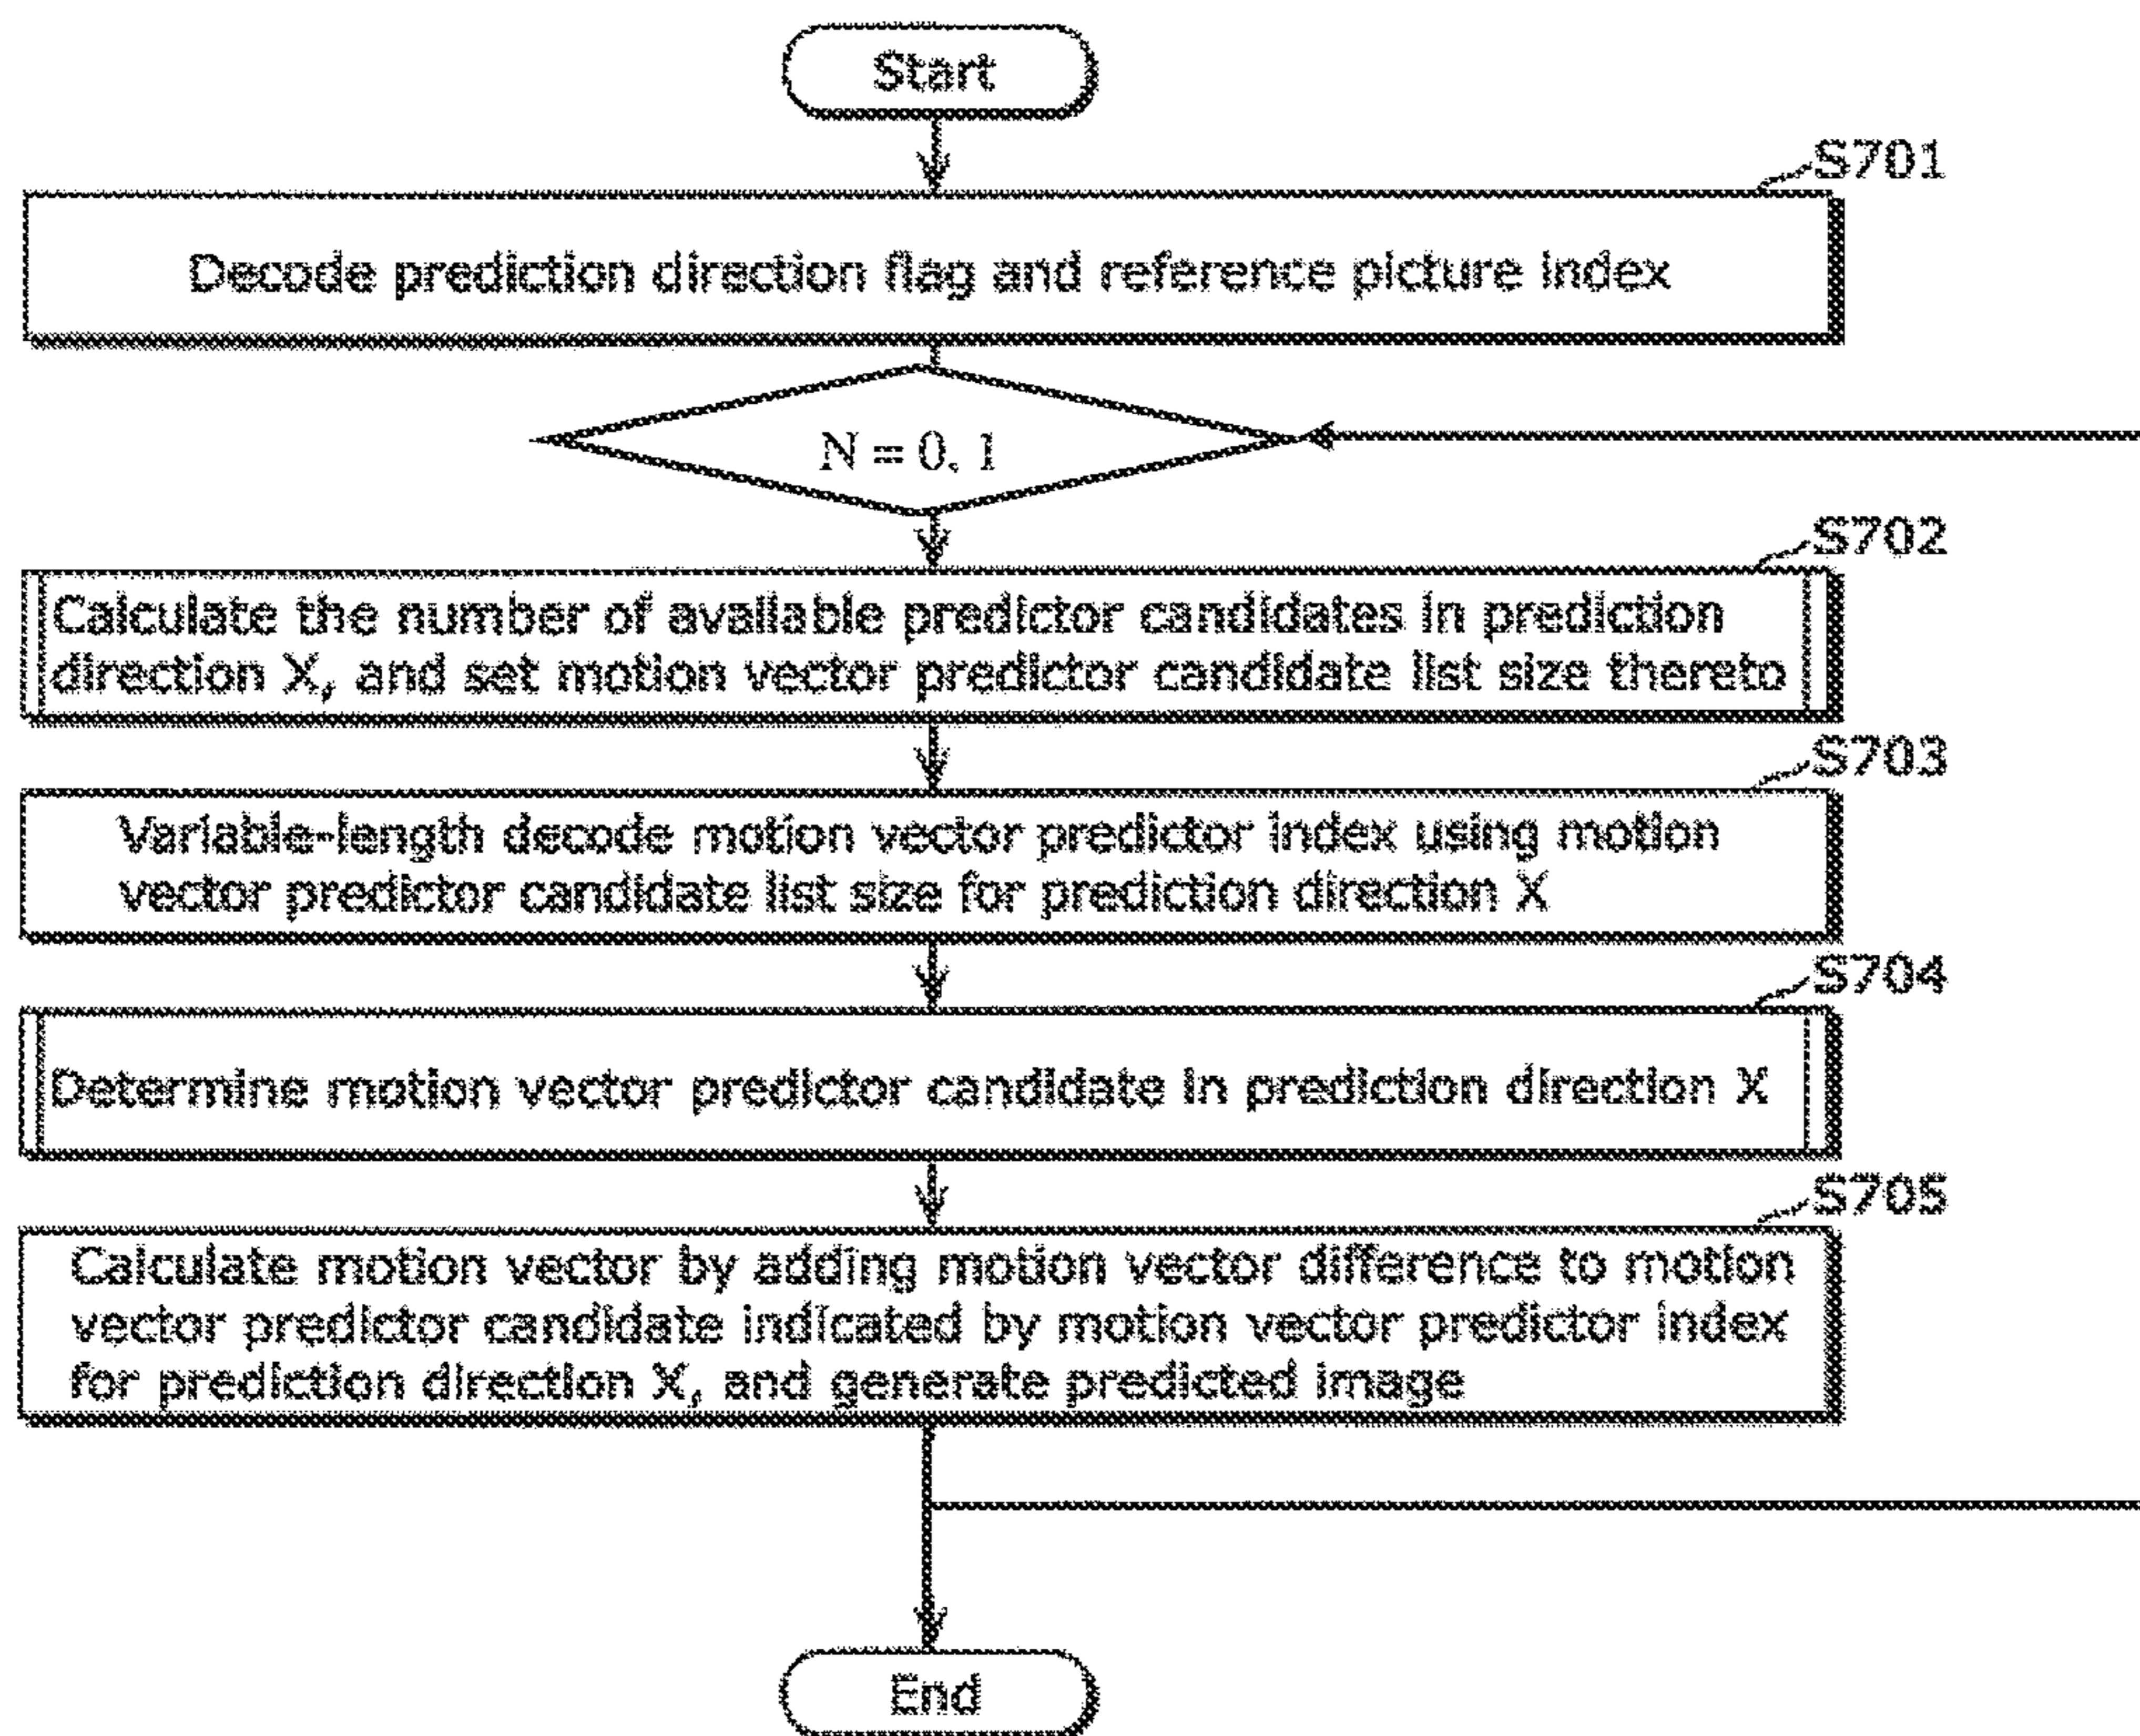 Start
S701
Decode prediction direction flag and reference picture index
N = 0, 1
S702
Calculate the number of available predictor candidates in prediction
direction X, and set motion vector predictor candidate list size thereto
S703
Variable-length decode motion vector predictor index using motion
vector predictor candidate list size for prediction direction X
S704
Determine motion vector predictor candidate in prediction direction X
S705
Calculate motion vector by adding motion vector difference to motion
vector predictor candidate indicated by motion vector predictor index
for prediction direction X, and generate predicted image
End